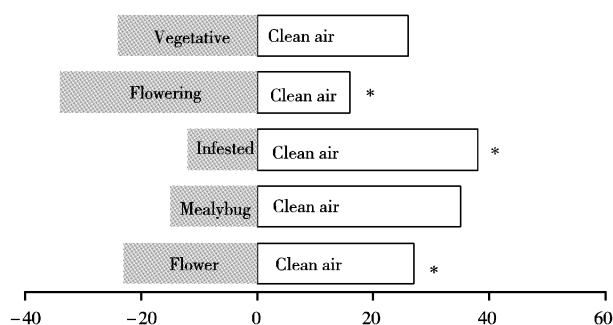 Vegetative Clean air
Flowering Clean air *
Infested Clean air *
Mealybug Clean air
Flower Clean air *
−40 −20 0 20 40 60